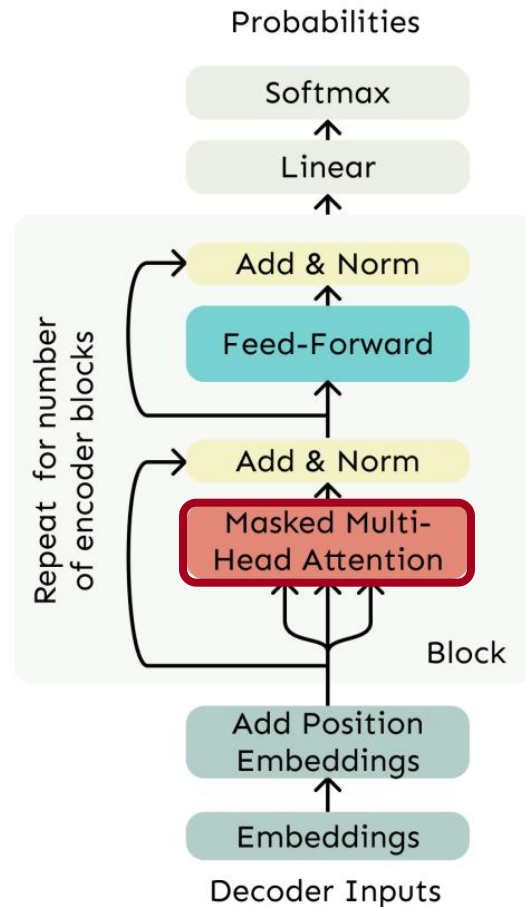 Probabilities
Softmax
Linear
Add & Norm
Feed-Forward
Add & Norm
Masked Multi-
Head Attention
Repeat for number
of encoder blocks
Block
Add Position
Embeddings
Embeddings
Decoder Inputs